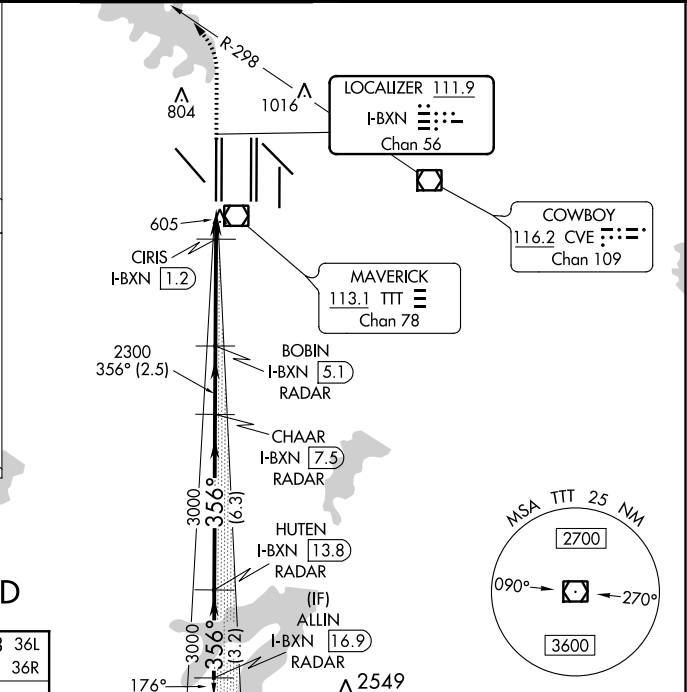 R-298
804
1016
LOCALIZER 111.9
I-BXN
Chan 56
COWBOY
116.2 CVE
Chan 109
605
CIRIS
I-BXN 1.2
MAVERICK
113.1 TTT
Chan 78
2300
356° (2.5)
BOBIN
I-BXN 5.1
RADAR
CHAAR
I-BXN 7.5
RADAR
3000
356°
(6.3)
HUTEN
I-BXN 13.8
RADAR
MSA TTT 25 NM
2700
090°
270°
3600
D
36L
36R
(IF)
ALLIN
I-BXN 16.9
RADAR
3000
356°
(3.2)
176°
2549